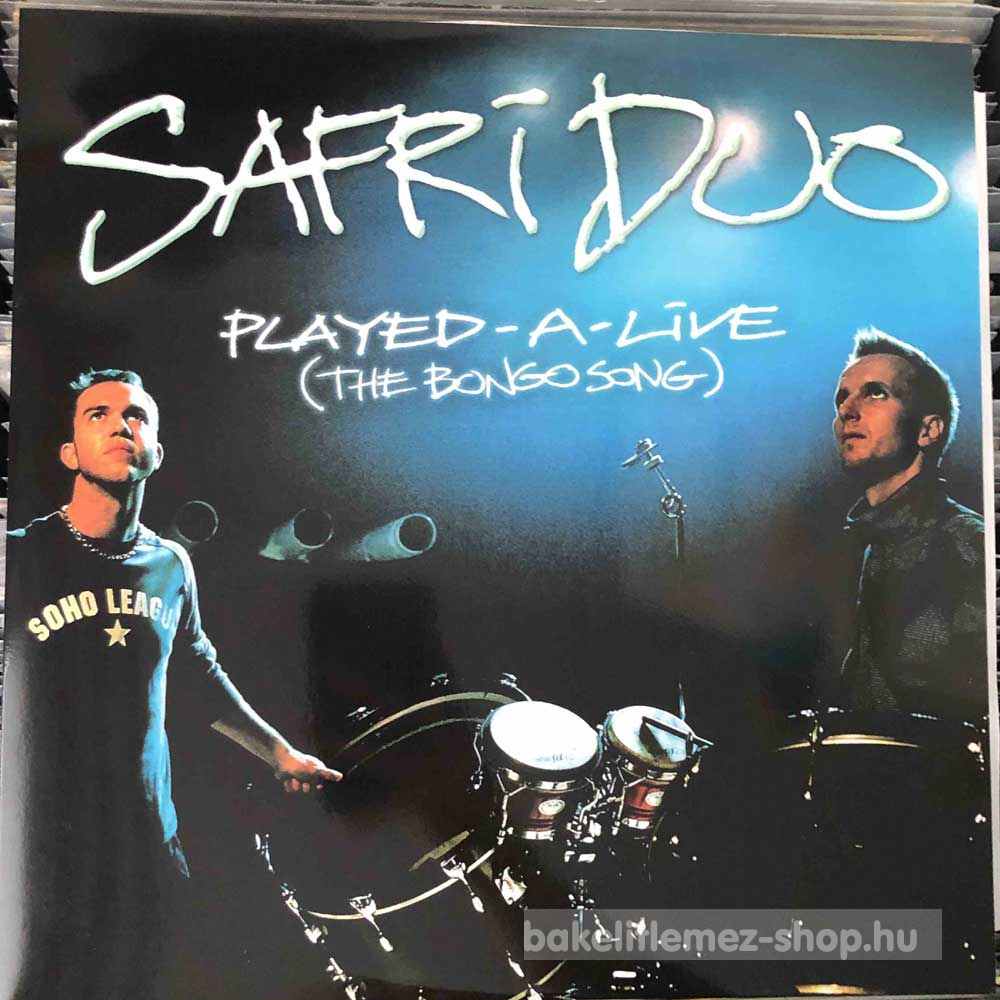 SAFRI DUO
PLAYED-A-LIVE
(THE BONGO SONG)
SOHO LEAGU
bakelitlemez-shop.hu